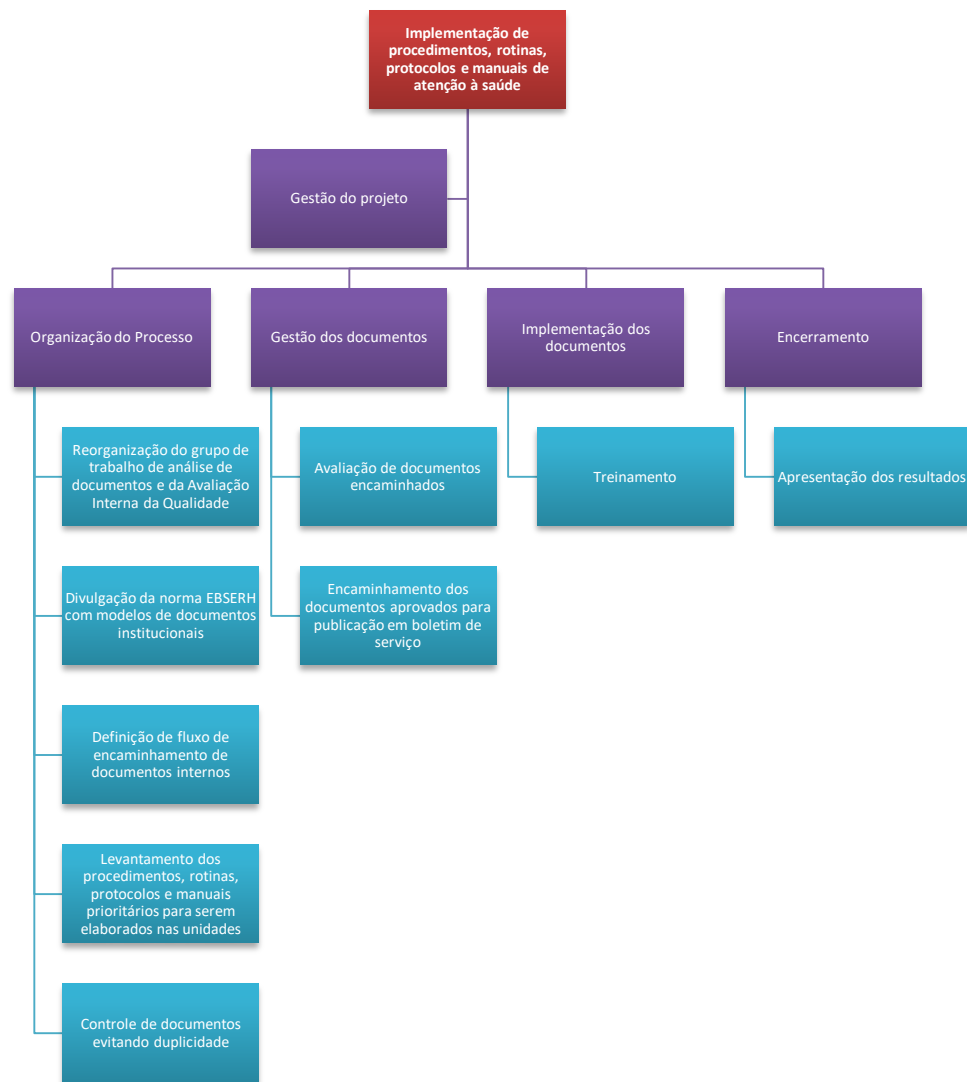 Implementação de
procedimentos, rotinas,
protocolos e manuais de
atenção à saúde
Gestão do projeto
Organização do Processo
Reorganização do grupo de
trabalho de análise de
documentos e da Avaliação
Interna da Qualidade
Divulgação da norma EBSERH
com modelos de documentos
institucionais
Definição de fluxo de
encaminhamento de
documentos internos
Levantamento dos
procedimentos, rotinas,
protocolos e manuais
prioritários para serem
elaborados nas unidades
Controle de documentos
evitando duplicidade
Gestão dos documentos
Avaliação de documentos
encaminhados
Encaminhamento dos
documentos aprovados para
publicação em boletim de
serviço
Implementação dos
documentos
Treinamento
Encerramento
Apresentação dos resultados